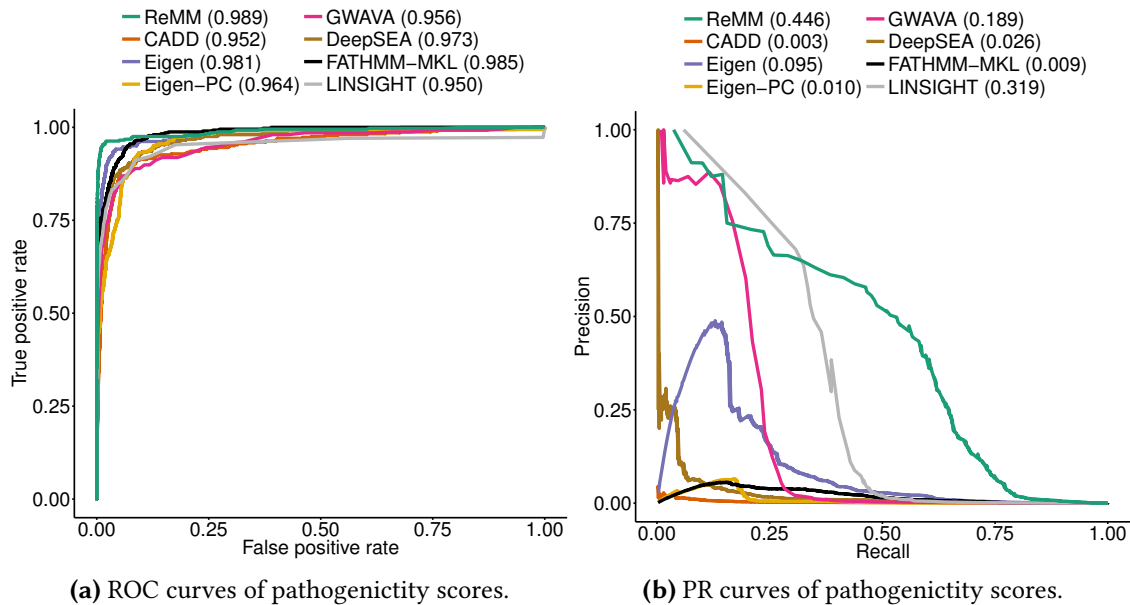 ReMM (0.989) GWAVA (0.956)
CADD (0.952) DeepSEA (0.973)
Eigen (0.981) FATHMM−MKL (0.985)
Eigen−PC (0.964) LINSIGHT (0.950)
1.00
0.75
0.50
0.25
0.00
True positive rate
0.00 0.25 0.50 0.75 1.00
False positive rate
(a) ROC curves of pathogenictity scores.
ReMM (0.446) GWAVA (0.189)
CADD (0.003) DeepSEA (0.026)
Eigen (0.095) FATHMM−MKL (0.009)
Eigen−PC (0.010) LINSIGHT (0.319)
1.00
0.75
0.50
0.25
0.00
Precision
0.00 0.25 0.50 0.75 1.00
Recall
(b) PR curves of pathogenictity scores.